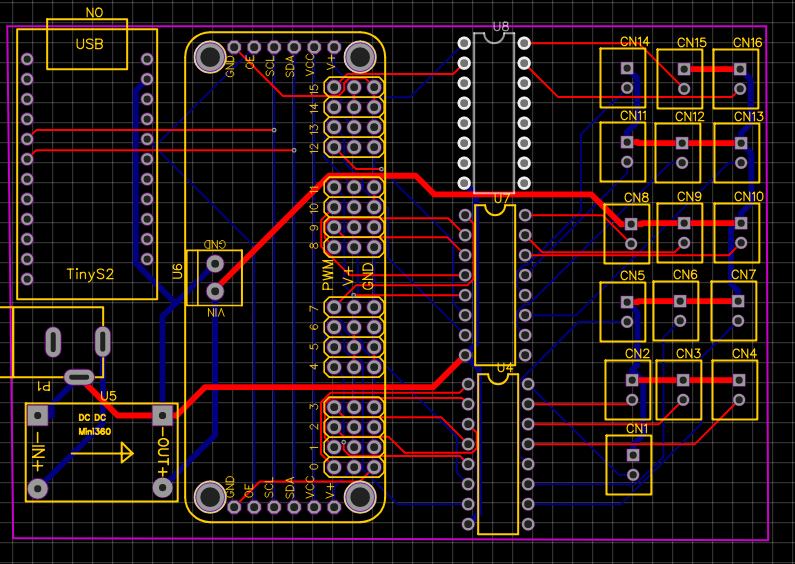 NO
USB
TinyS2
GND
OE
SCL
SDA
VCC
V+
15
14
13
12
11
10
9
8
PWM
V+
GND
7
6
5
4
3
2
1
0
GND
OE
SCL
SDA
VCC
V+
U6
GND
VIN
P1
U5
DC DC
Mini360
-IN+
-OUT+
U8
U7
U4
CN14
CN15
CN16
CN11
CN12
CN13
CN8
CN9
CN10
CN5
CN6
CN7
CN2
CN3
CN4
CN1